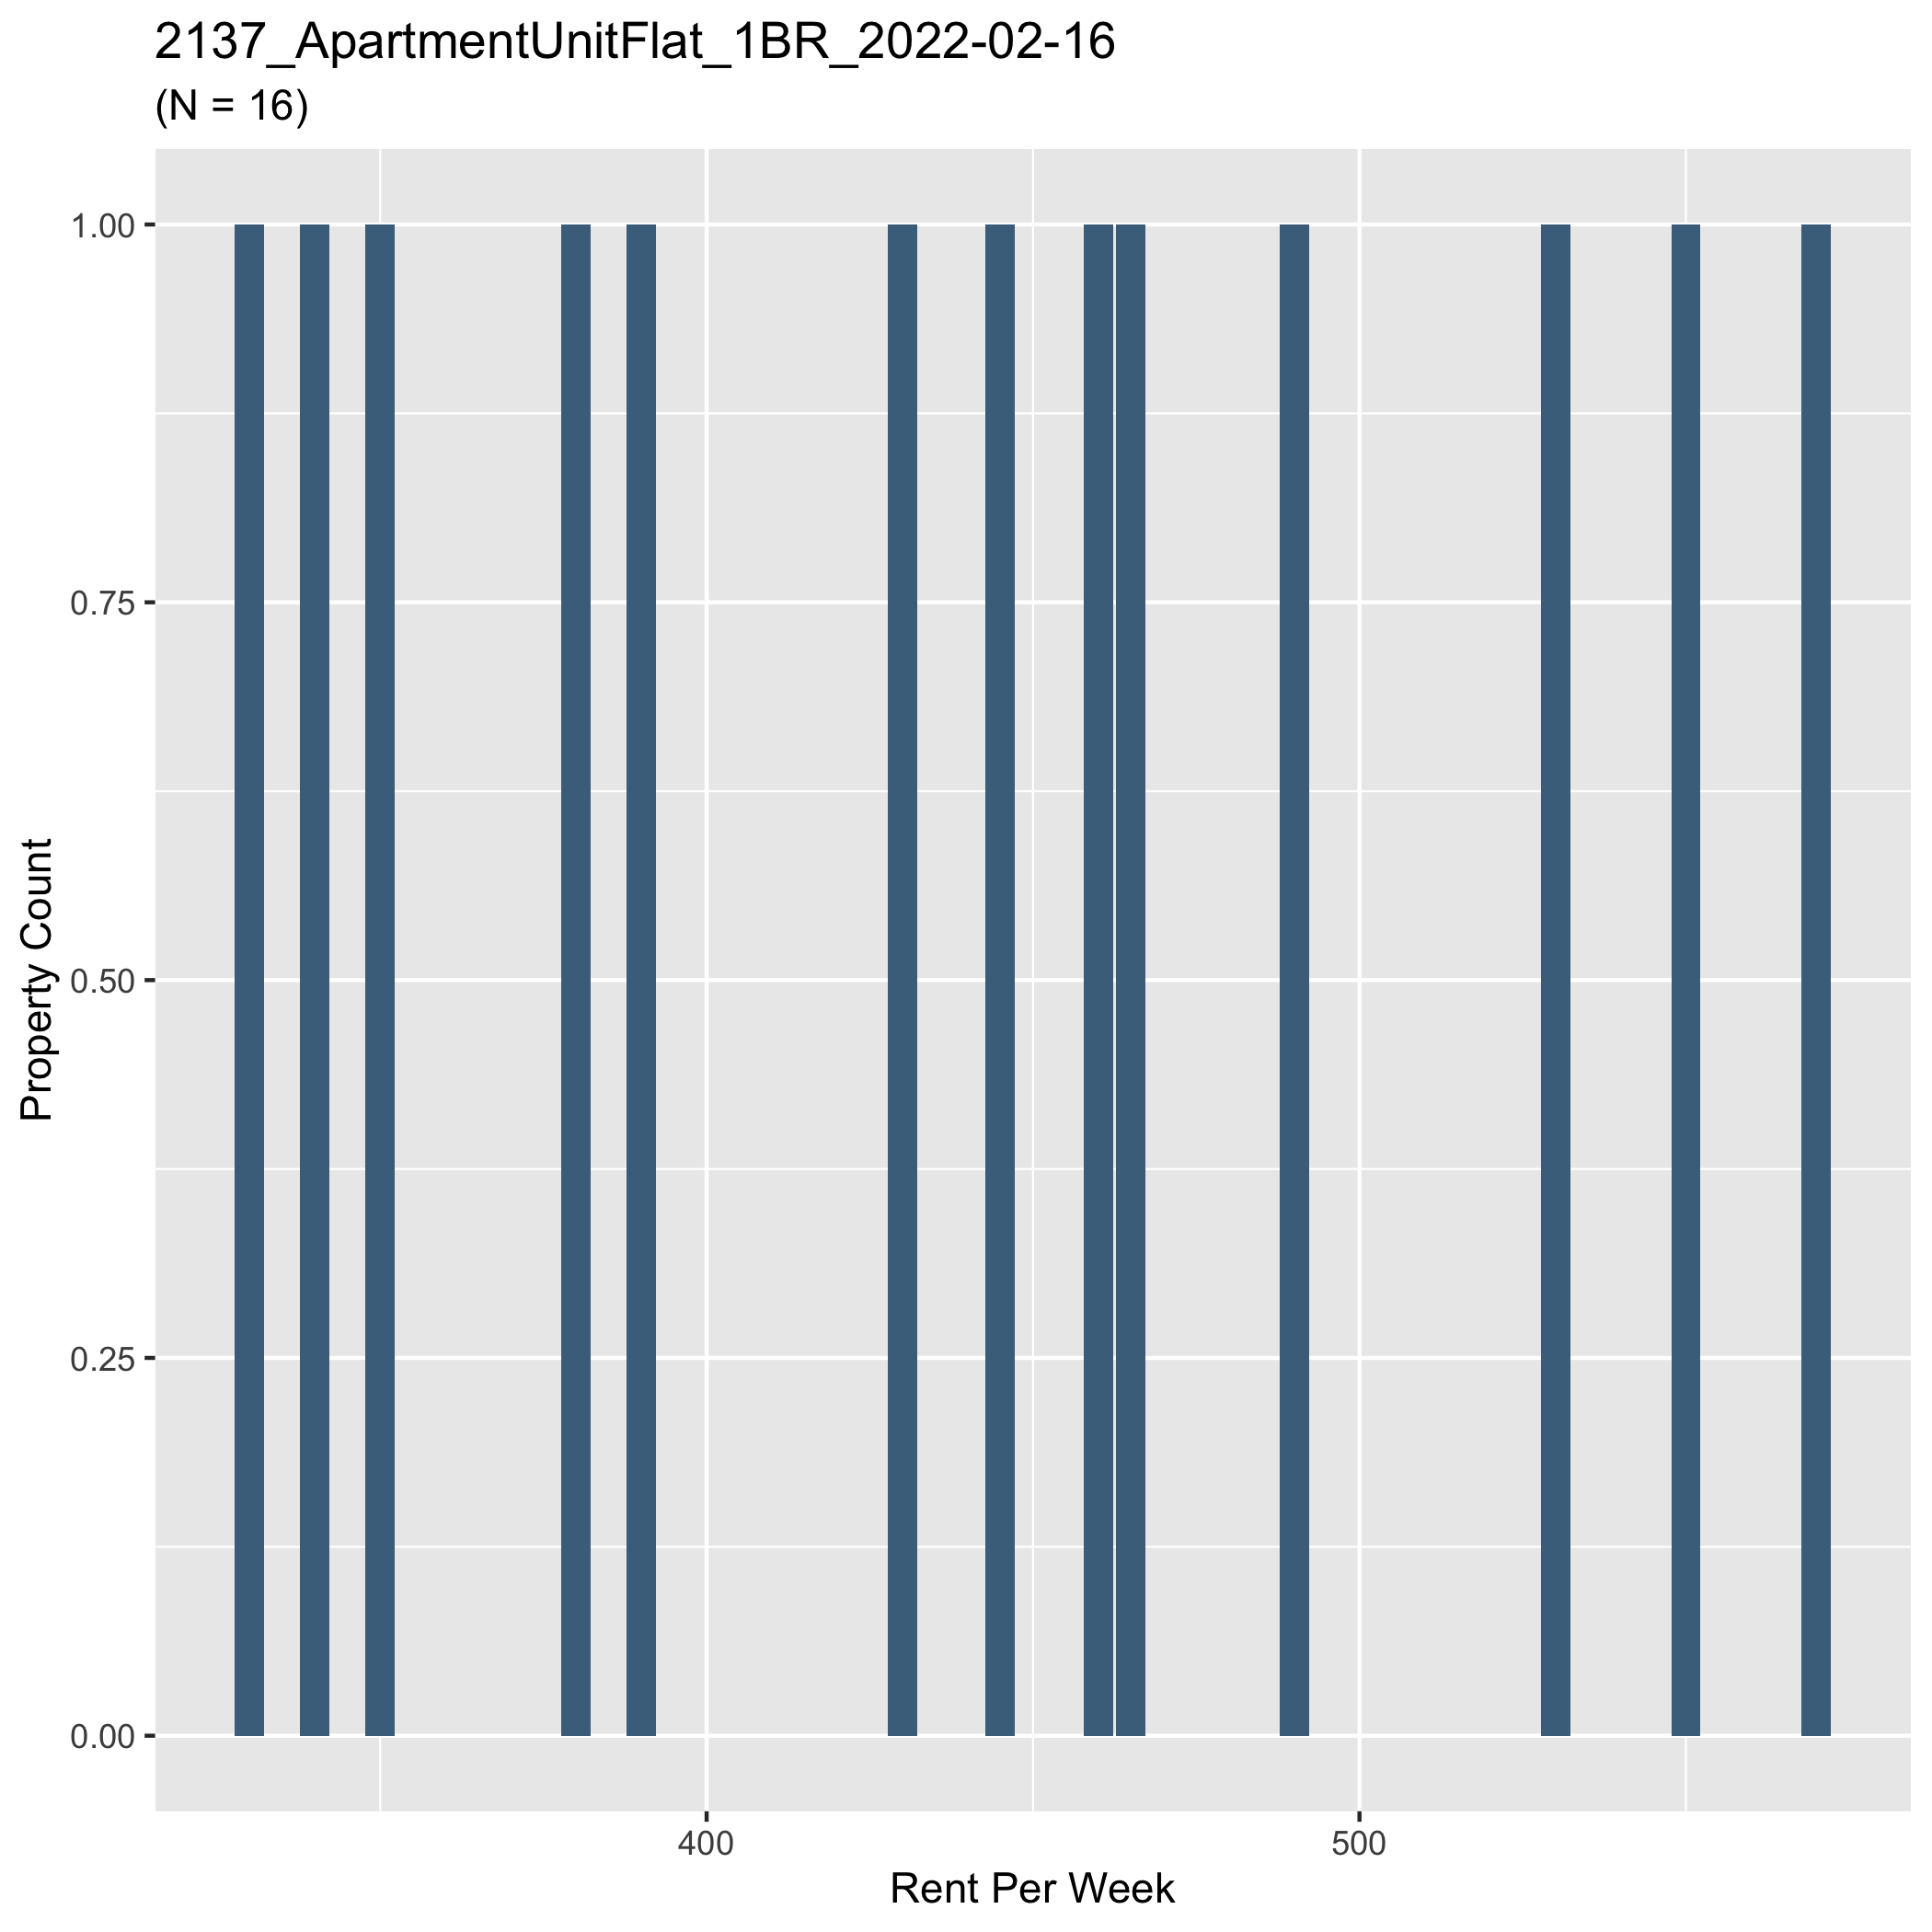 2137_ApartmentUnitFlat_1BR_2022-02-16
(N = 16)
1.00
0.75
0.50
0.25
0.00
Property Count
400 500
Rent Per Week